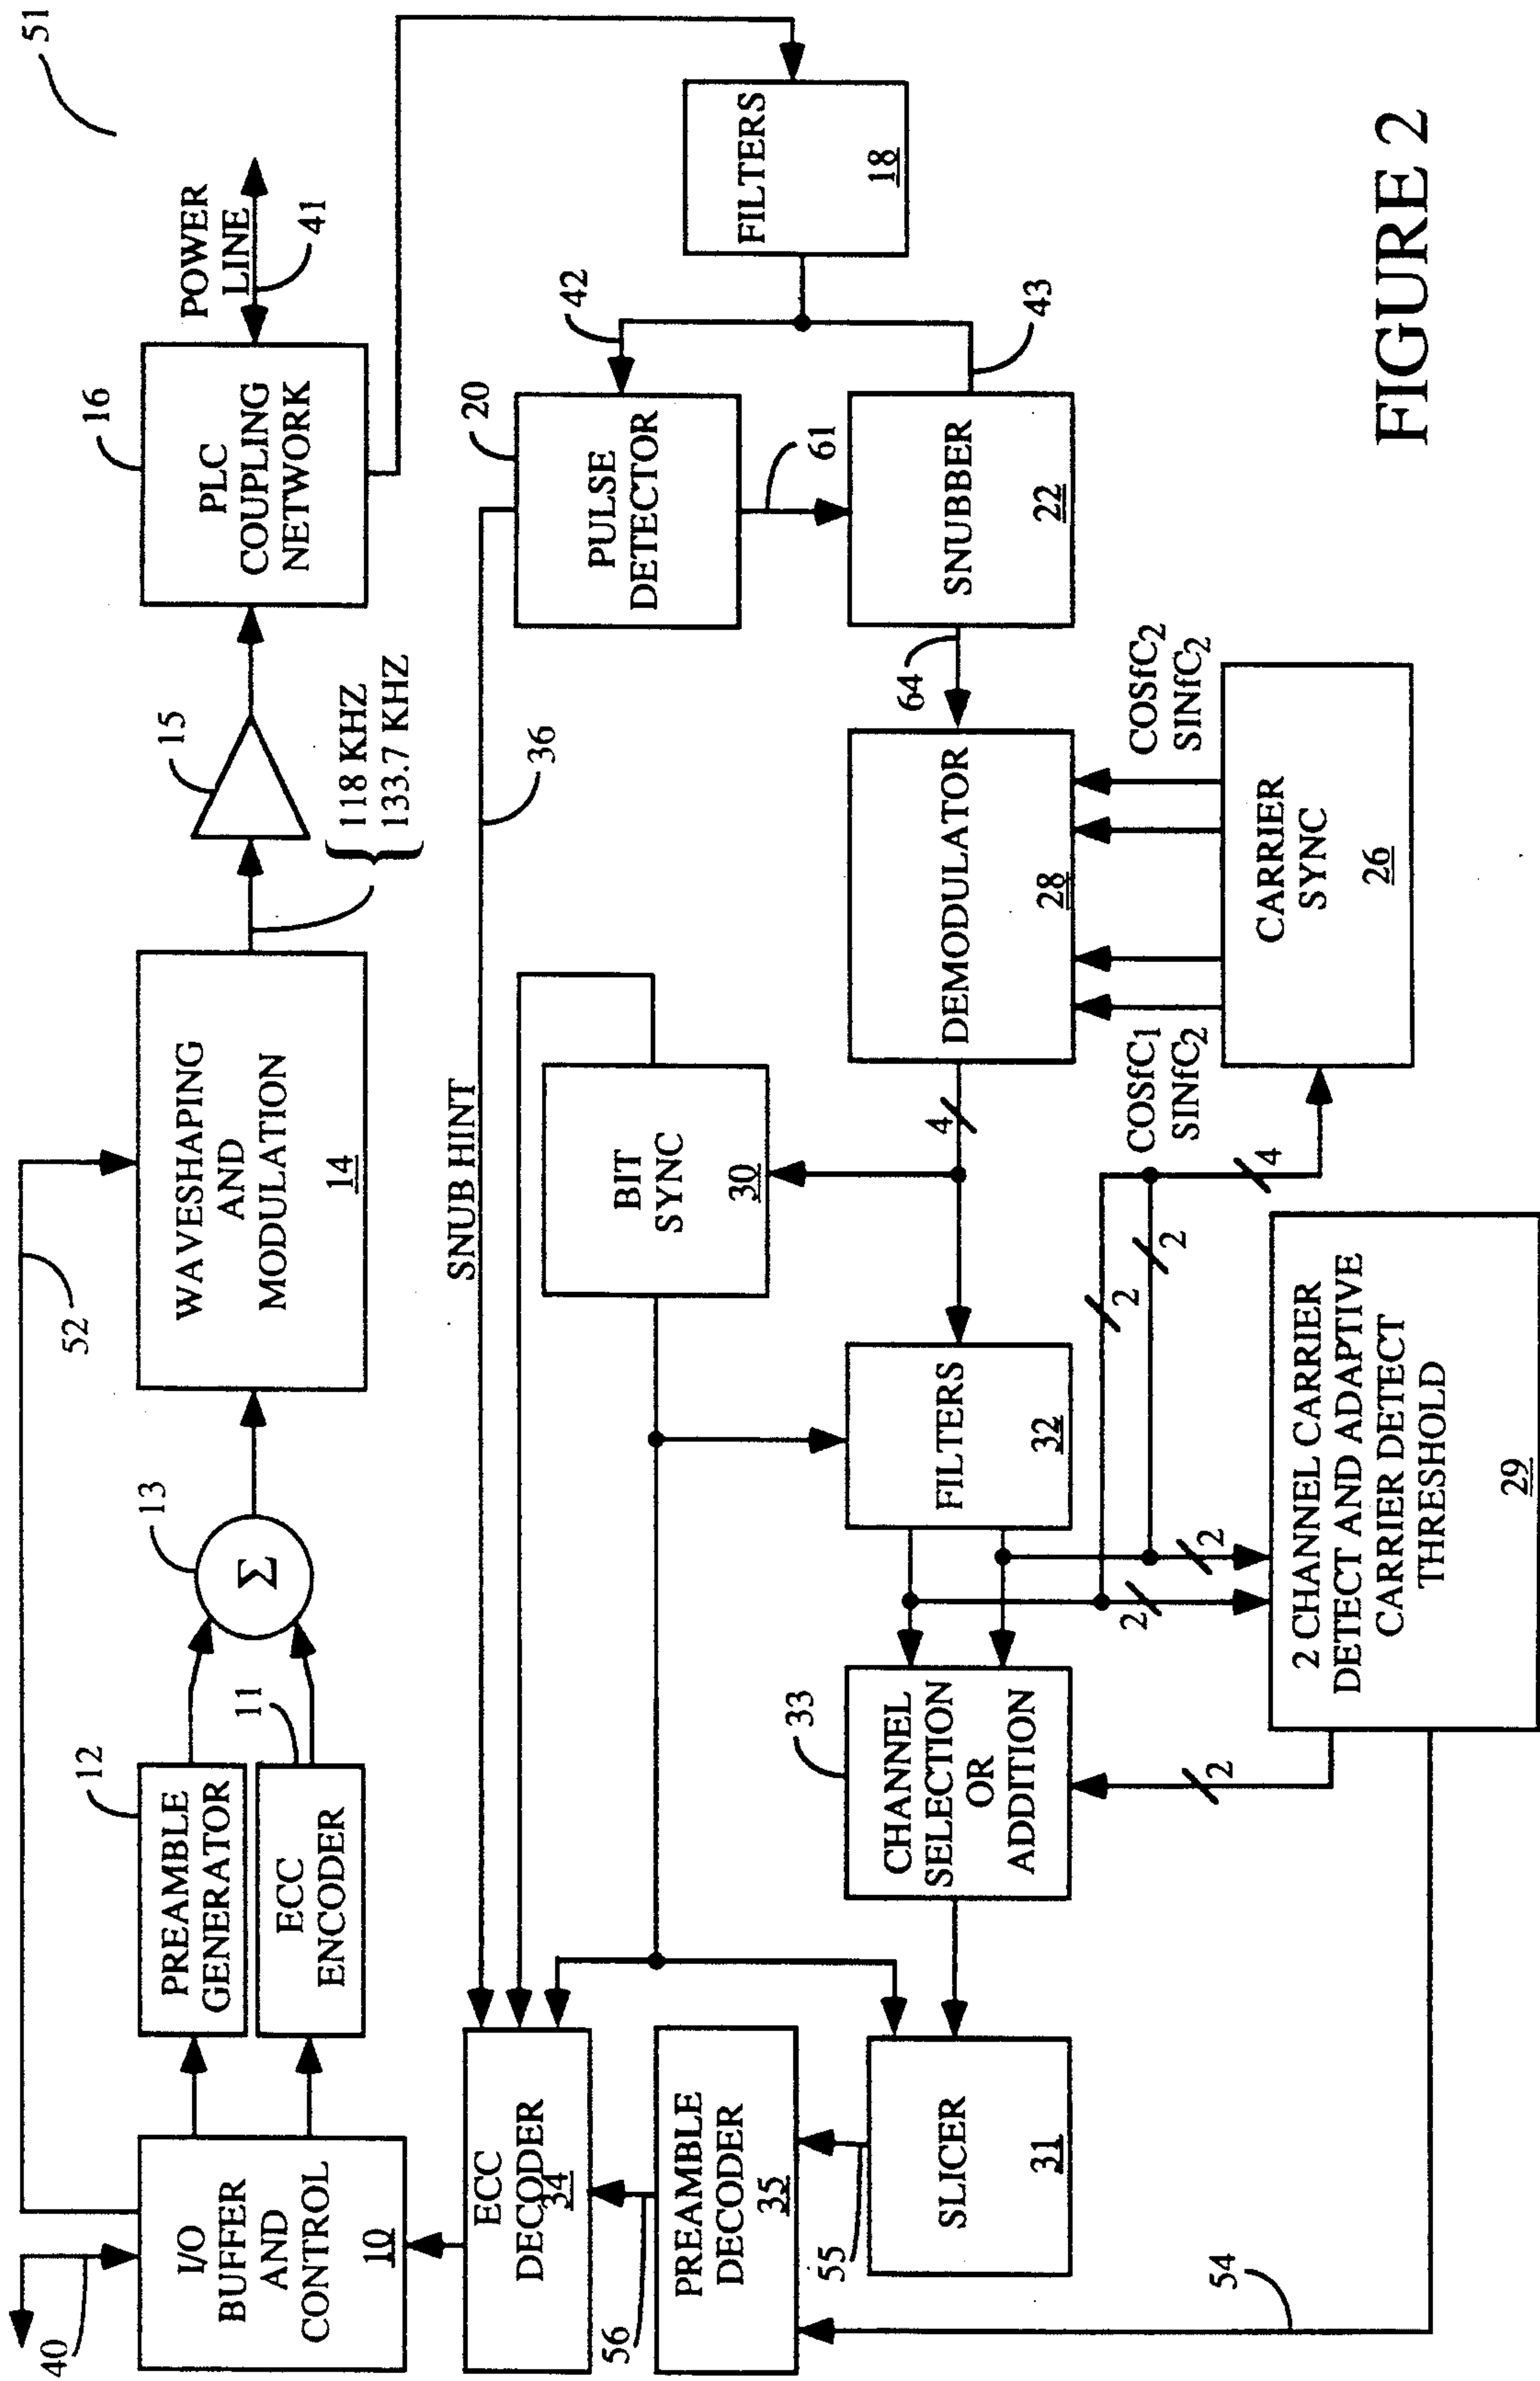 51
POWER
LINE
41
16
PLC
COUPLING
NETWORK
15
118 KHZ
133.7 KHZ
WAVESHAPING
AND
MODULATION
14
52
13
Σ
12
PREAMBLE
GENERATOR
11
ECC
ENCODER
I/O
BUFFER
AND
CONTROL
10
40
FILTERS
18
42
43
20
PULSE
DETECTOR
61
SNUBBER
22
36
SNUB HINT
64
DEMODULATOR
28
COSfC2
SINfC2
COSfC1
SINfC2
CARRIER
SYNC
26
BIT
SYNC
30
4
4
2
2
FILTERS
32
2
2
2 CHANNEL CARRIER
DETECT AND ADAPTIVE
CARRIER DETECT
THRESHOLD
29
33
CHANNEL
SELECTION
OR
ADDITION
2
ECC
DECODER
34
56
PREAMBLE
DECODER
35
55
SLICER
31
54
FIGURE 2